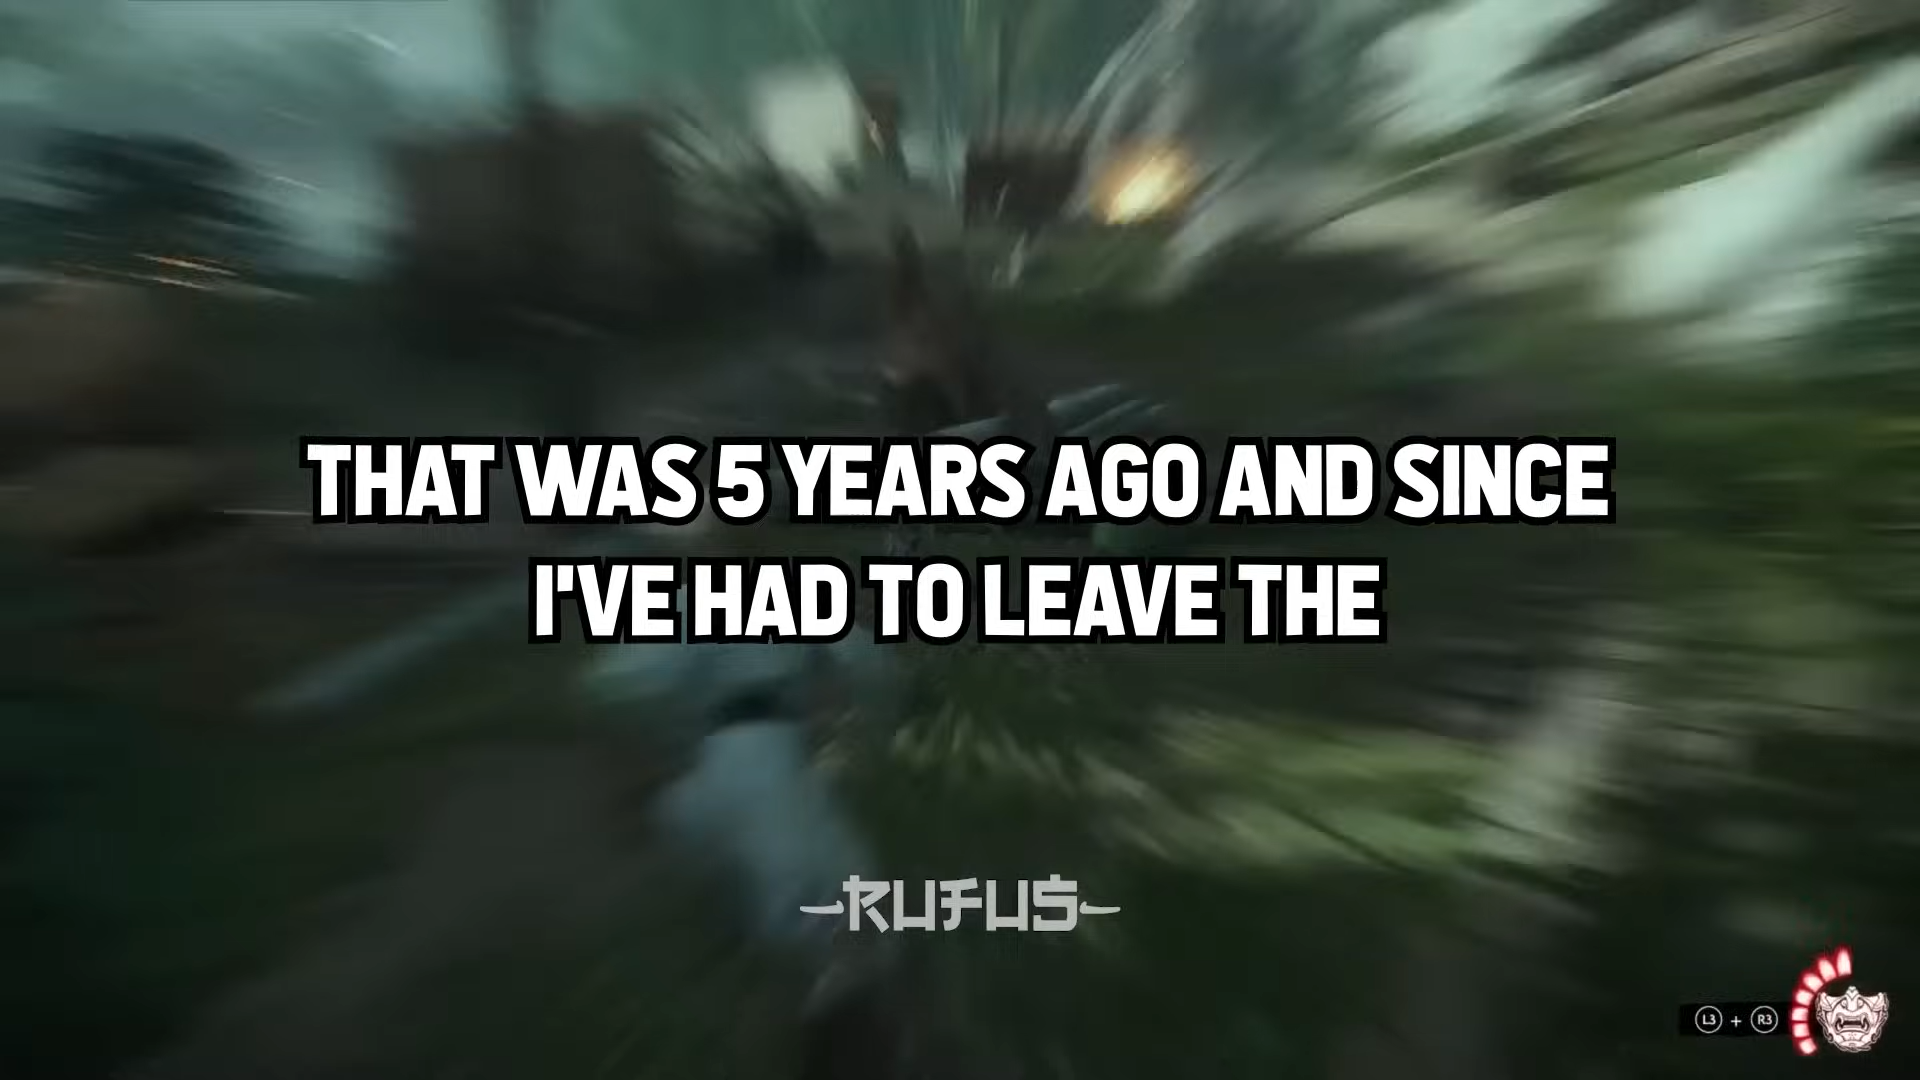 THAT WAS 5 YEARS AGO AND SINCE
I'VE HAD TO LEAVE THE
RUFUS
L3 + R3